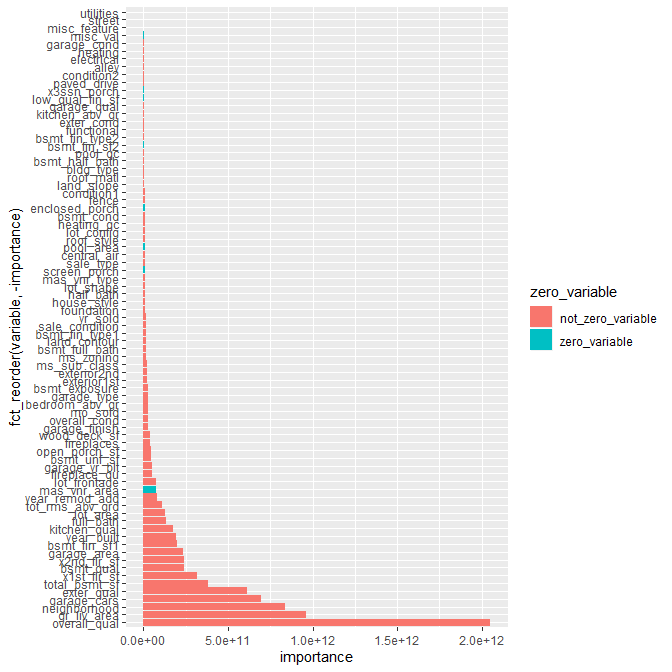 utilities
street
misc_feature
misc_val
garage_cond
heating
electrical
alley
condition2
paved_drive
x3ssn_porch
low_qual_fin_sf
garage_qual
kitchen_abv_gr
exter_cond
functional
bsmt_fin_type2
bsmt_fin_sf2
pool_qc
bsmt_half_bath
bldg_type
roof_matl
land_slope
condition1
fence
enclosed_porch
bsmt_cond
heating_qc
lot_config
roof_style
pool_area
central_air
sale_type
screen_porch
mas_vnr_type
lot_shape
half_bath
house_style
foundation
yr_sold
sale_condition
bsmt_fin_type1
land_contour
bsmt_full_bath
ms_zoning
ms_sub_class
exterior2nd
exterior1st
bsmt_exposure
garage_type
bedroom_abv_gr
mo_sold
overall_cond
garage_finish
wood_deck_sf
fireplaces
open_porch_sf
bsmt_unf_sf
garage_yr_blt
fireplace_qu
lot_frontage
mas_vnr_area
year_remod_add
tot_rms_abv_grd
lot_area
full_bath
kitchen_qual
year_built
bsmt_fin_sf1
garage_area
x2nd_flr_sf
bsmt_qual
x1st_flr_sf
total_bsmt_sf
exter_qual
garage_cars
neighborhood
gr_liv_area
overall_qual
fct_reorder(variable, -importance)
0.0e+00 5.0e+11 1.0e+12 1.5e+12 2.0e+12
importance
zero_variable
not_zero_variable
zero_variable